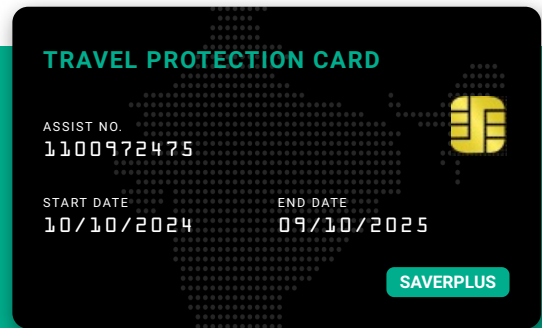 TRAVEL PROTECTION CARD
ASSIST NO.
1100972475
START DATE
10/10/2024
END DATE
09/10/2025
SAVERPLUS